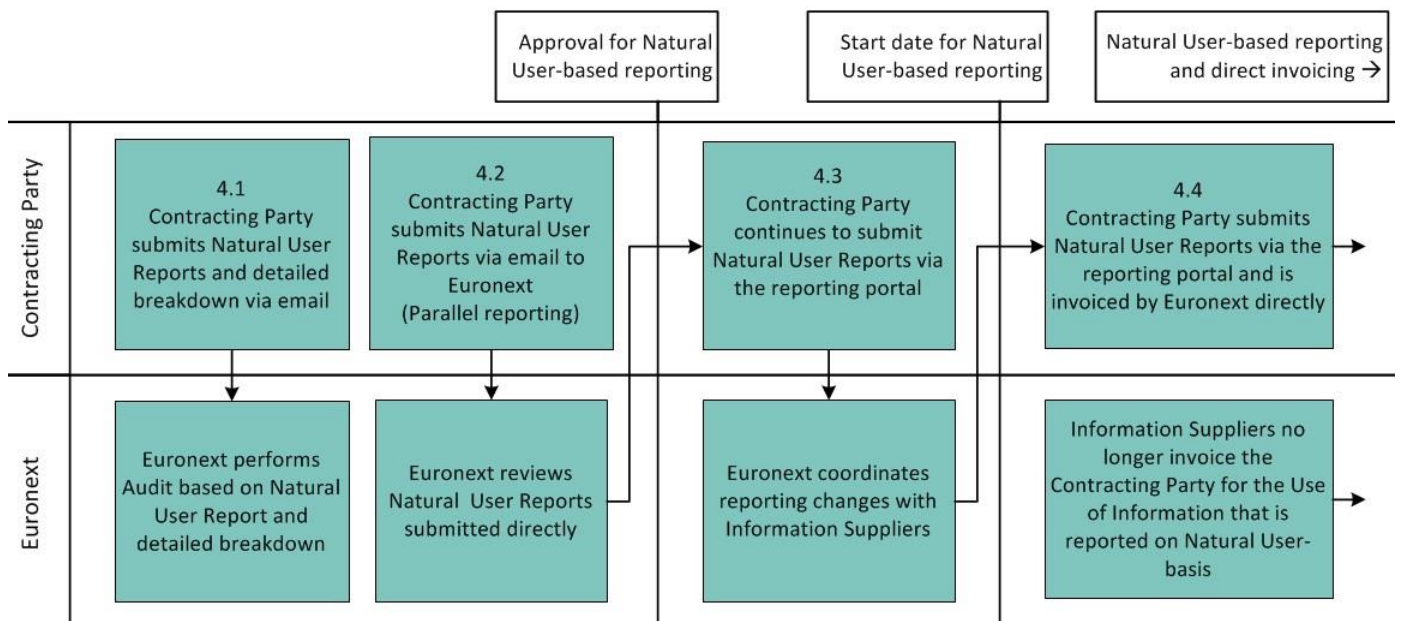 Approval for Natural
User-based reporting
Start date for Natural
User-based reporting
Natural User-based reporting
and direct invoicing →
Contracting Party
4.1
Contracting Party
submits Natural User
Reports and detailed
breakdown via email
4.2
Contracting Party
submits Natural User
Reports via email to
Euronext
(Parallel reporting)
4.3
Contracting Party
continues to submit
Natural User Reports via
the reporting portal
4.4
Contracting Party submits
Natural User Reports via the
reporting portal and is
invoiced by Euronext directly
Euronext
Euronext performs
Audit based on Natural
User Report and
detailed breakdown
Euronext reviews
Natural User Reports
submitted directly
Euronext coordinates
reporting changes with
Information Suppliers
Information Suppliers no
longer invoice the
Contracting Party for the Use
of Information that is
reported on Natural User-
basis